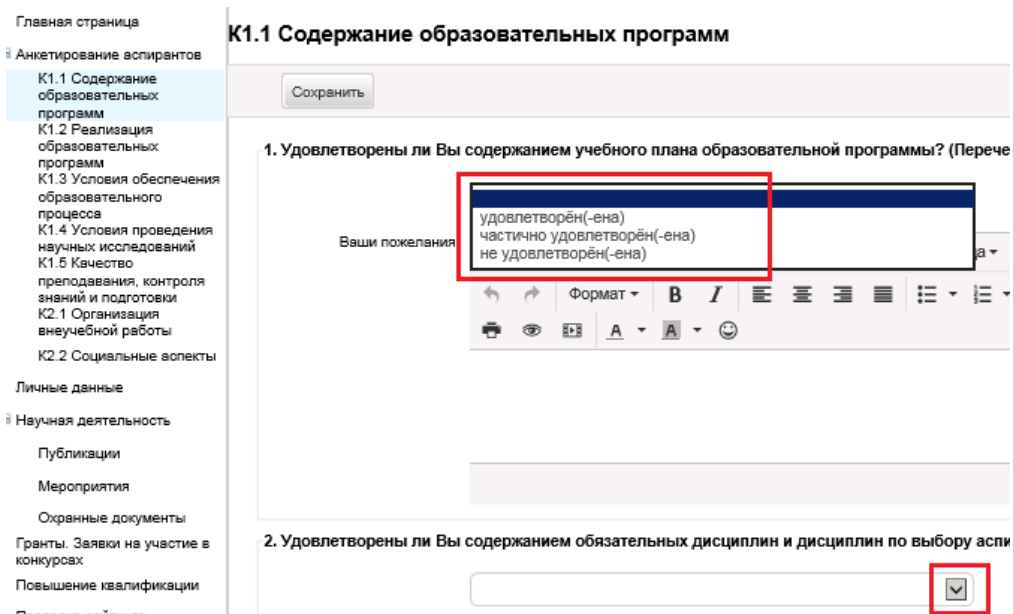 Главная страница
Анкетирование аспирантов
К1.1 Содержание
образовательных
программ
К1.2 Реализация
образовательных
программ
К1.3 Условия обеспечения
образовательного
процесса
К1.4 Условия проведения
научных исследований
К1.5 Качество
преподавания, контроля
знаний и подготовки
К2.1 Организация
внеучебной работы
К2.2 Социальные аспекты
Личные данные
Научная деятельность
Публикации
Мероприятия
Охранные документы
Гранты. Заявки на участие в
конкурсах
Повышение квалификации
К1.1 Содержание образовательных программ
Сохранить
1. Удовлетворены ли Вы содержанием учебного плана образовательной программы? (Перече
удовлетворён(-ена)
частично удовлетворён(-ена)
не удовлетворён(-ена)
Ваши пожелания
Формат
B I
A A
2. Удовлетворены ли Вы содержанием обязательных дисциплин и дисциплин по выбору аспи